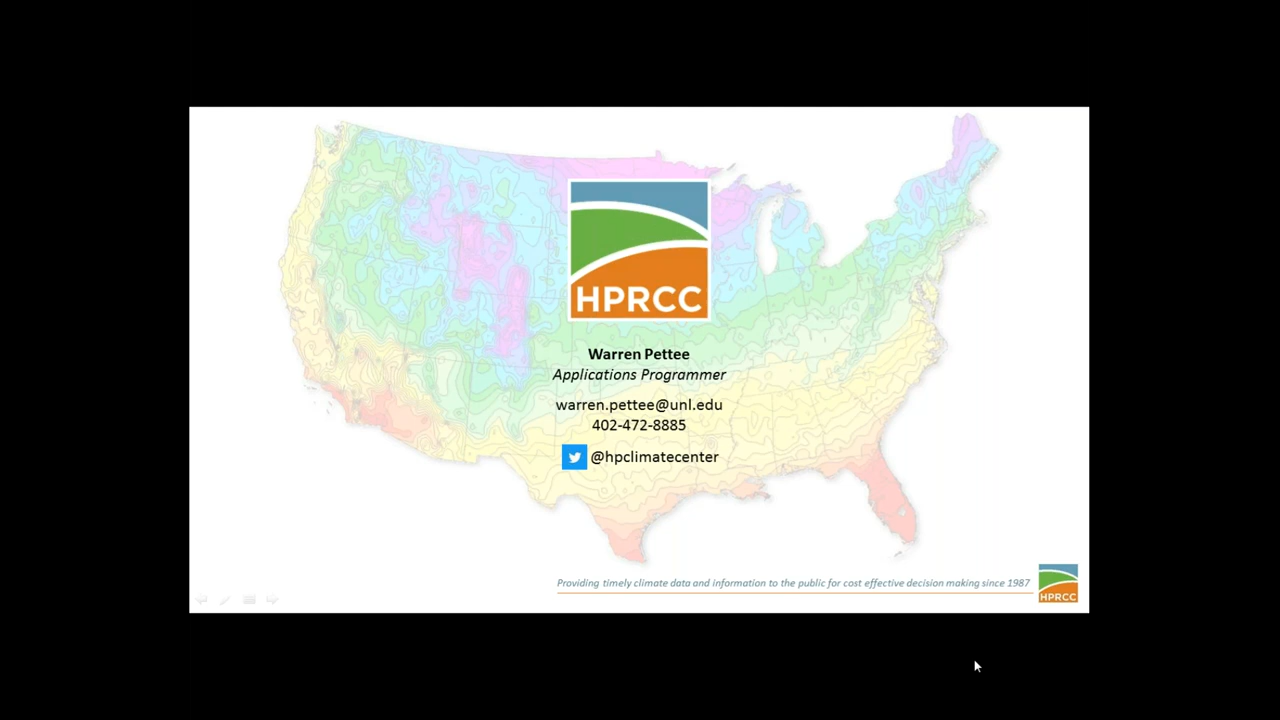 HPRCC
Warren Pettee
Applications Programmer
warren.pettee@unl.edu
402-472-8885
@hpclimatecenter
Providing timely climate data and information to the public for cost effective decision making since 1987
HPRCC